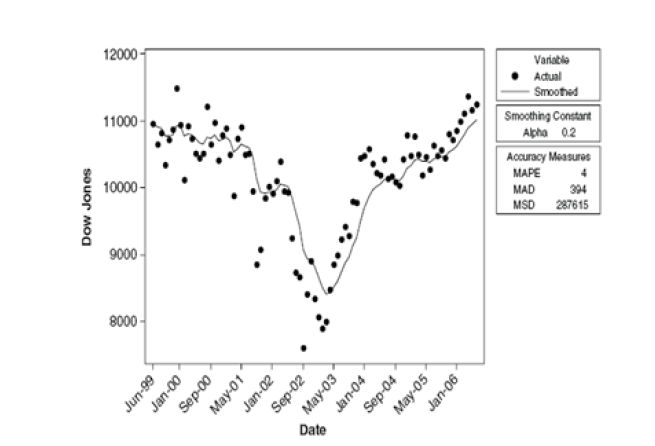 12000
11000
10000
9000
8000
Dow Jones
Jun-99 Jan-00 Sep-00 May-01 Jan-02 Sep-02 May-03 Jan-04 Sep-04 May-05 Jan-06
Date
Variable
Actual
Smoothed
Smoothing Constant
Alpha 0.2
Accuracy Measures
MAPE 4
MAD 394
MSD 287615